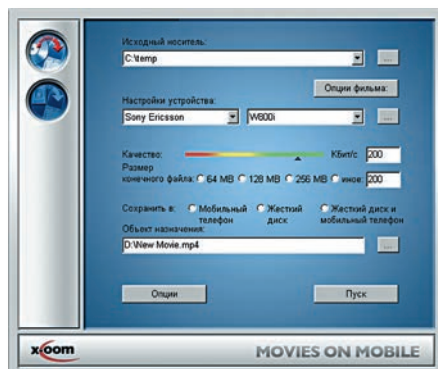 Исходный носитель:
C:\temp
...
Опции фильма:
Настройки устройства:
Sony Ericsson W800i ...
Качество: Кбит/с 200
Размер
конечного файла: 64 MB 128 MB 256 MB иное: 200
Сохранить в: Мобильный телефон Жесткий диск Жесткий диск и мобильный телефон
Объект назначения:
D:\New Movie.mp4 ...
Опции Пуск
x-oom MOVIES ON MOBILE